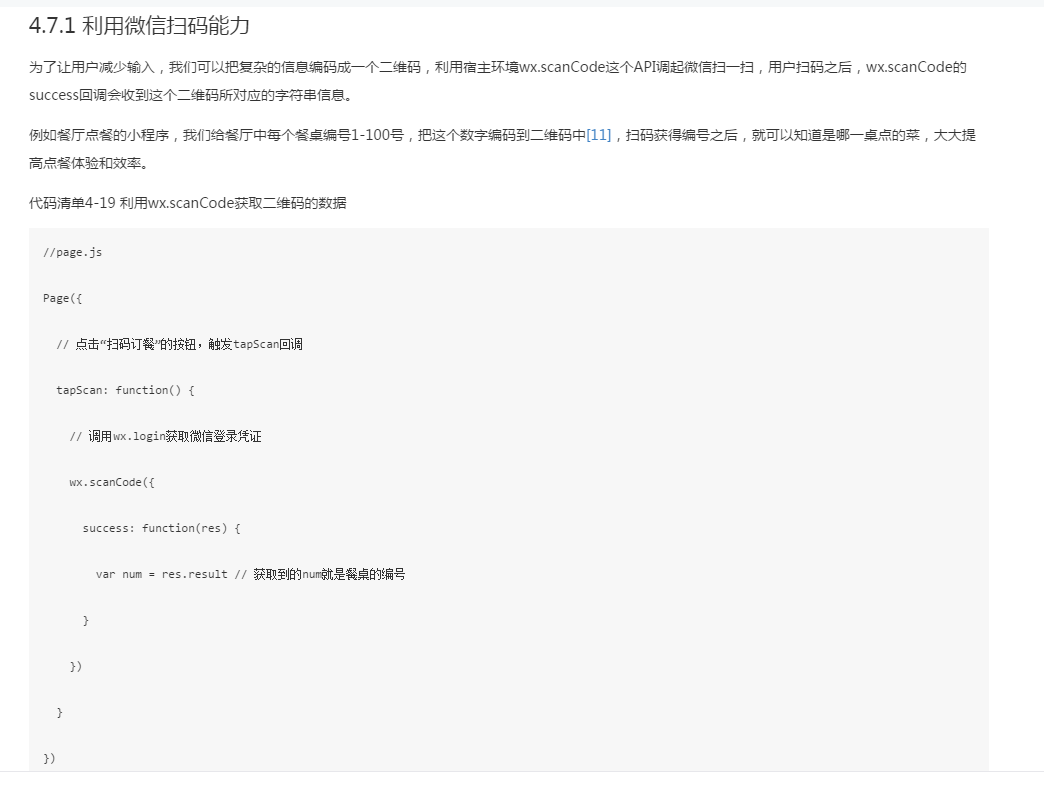 4.7.1 利用微信扫码能力
为了让用户减少输入，我们可以把复杂的信息编码成一个二维码，利用宿主环境wx.scanCode这个API调起微信扫一扫，用户扫码之后，wx.scanCode的
success回调会收到这个二维码所对应的字符串信息。
例如餐厅点餐的小程序，我们给餐厅中每个餐桌编号1-100号，把这个数字编码到二维码中[11]，扫码获得编号之后，就可以知道是哪一桌点的菜，大大提
高点餐体验和效率。
代码清单4-19 利用wx.scanCode获取二维码的数据
//page.js
Page({
// 点击“扫码订餐”的按钮，触发tapScan回调
tapScan: function() {
// 调用wx.login获取微信登录凭证
wx.scanCode({
success: function(res) {
var num = res.result // 获取到的num就是餐桌的编号
}
})
}
})